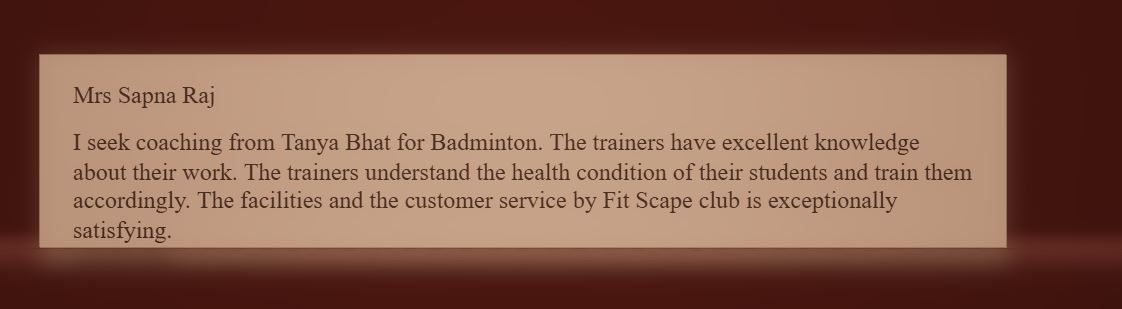 Mrs Sapna Raj
I seek coaching from Tanya Bhat for Badminton. The trainers have excellent knowledge
about their work. The trainers understand the health condition of their students and train them
accordingly. The facilities and the customer service by Fit Scape club is exceptionally
satisfying.